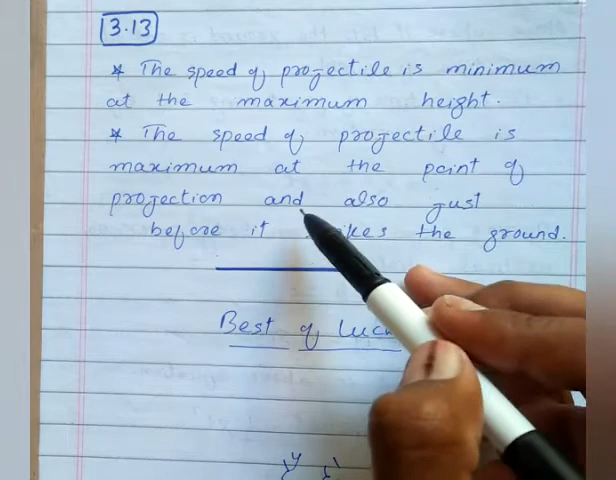 3.13
* The speed of projectile is minimum
at the maximum height.
* The speed of projectile is
maximum at the point of
projection and also just
before it the ground.
Best of
y